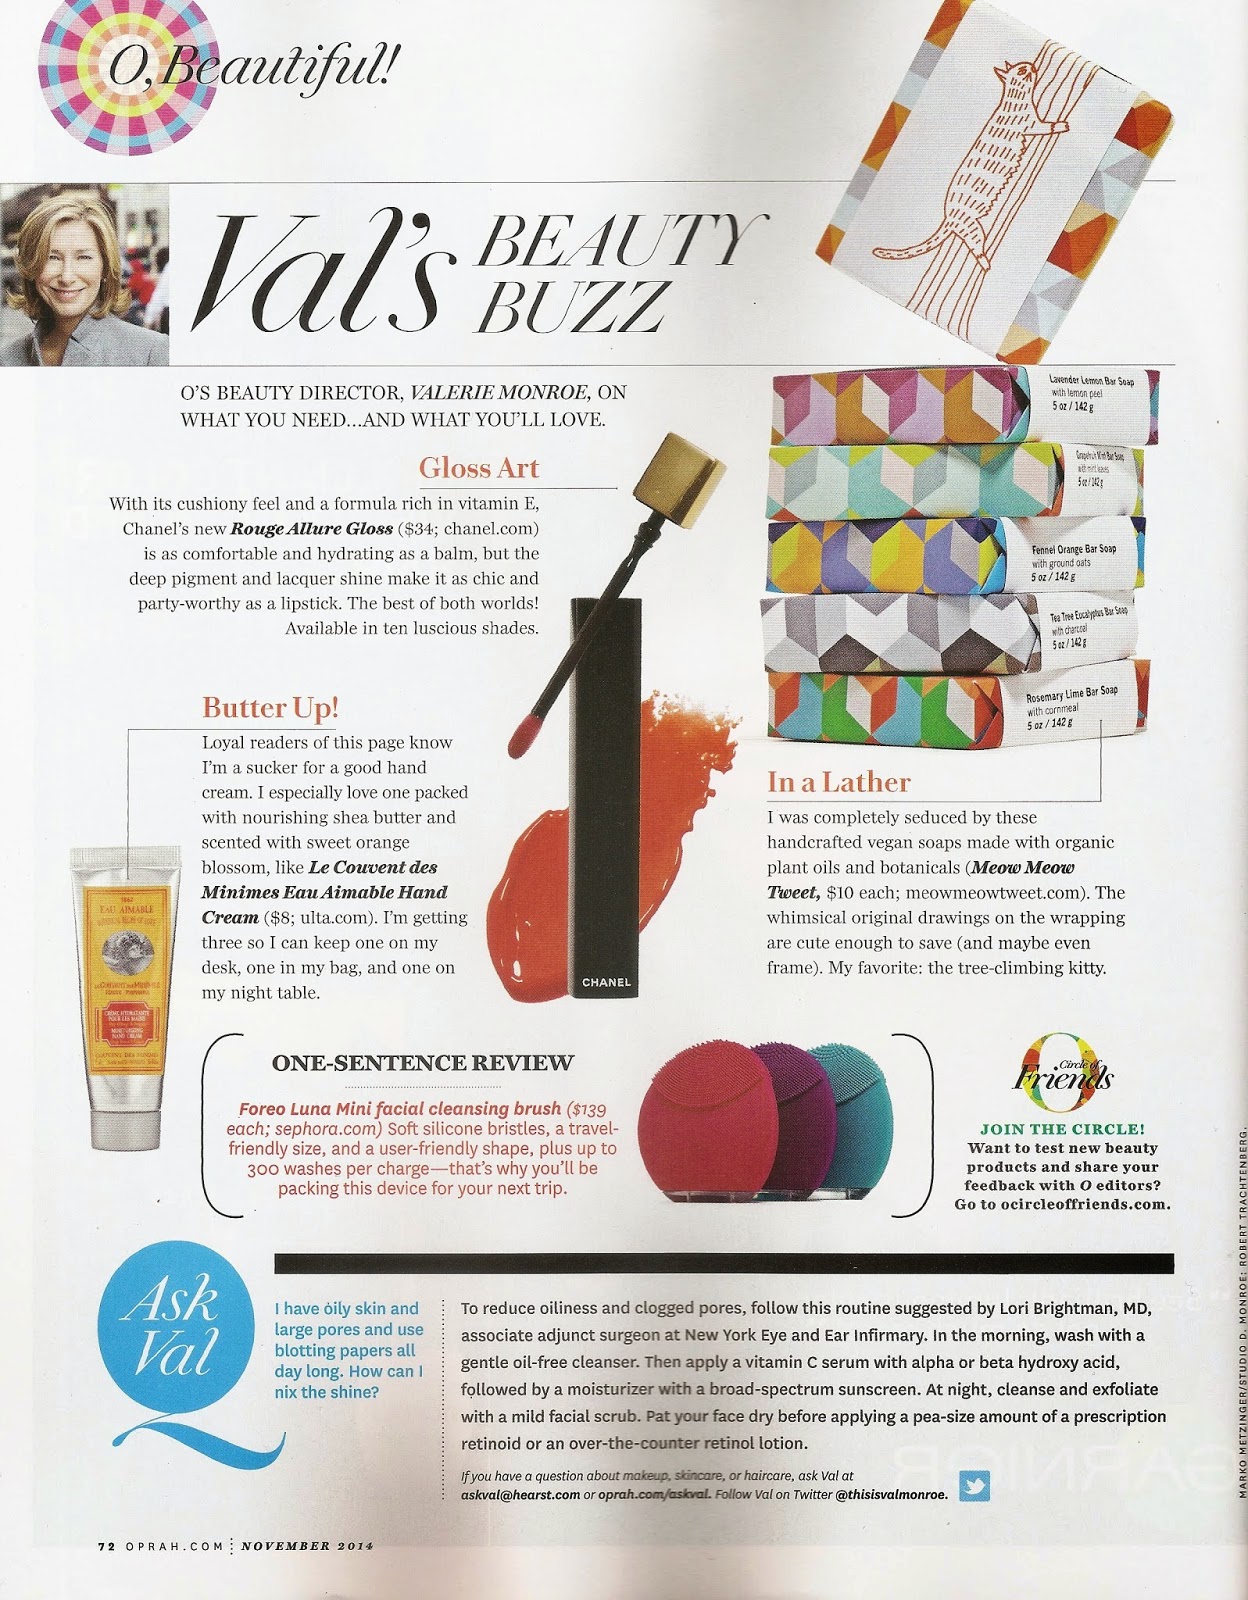 O, Beautiful!
Val's BEAUTY
BUZZ
O'S BEAUTY DIRECTOR, VALERIE MONROE, ON
WHAT YOU NEED...AND WHAT YOU'LL LOVE.
Gloss Art
With its cushiony feel and a formula rich in vitamin E,
Chanel's new Rouge Allure Gloss ($34; chanel.com)
is as comfortable and hydrating as a balm, but the
deep pigment and lacquer shine make it as chic and
party-worthy as a lipstick. The best of both worlds!
Available in ten luscious shades.
Lavender Lemon Bar Soap
with lemon peel
5 oz / 142 g
Grapefruit Mint Bar Soap
with mint leaves
5 oz / 142 g
Fennel Orange Bar Soap
with ground oats
5 oz / 142 g
Tea Tree Eucalyptus Bar Soap
with charcoal
5 oz / 142 g
Rosemary Lime Bar Soap
with cornmeal
5 oz / 142 g
Butter Up!
Loyal readers of this page know
I'm a sucker for a good hand
cream. I especially love one packed
with nourishing shea butter and
scented with sweet orange
blossom, like Le Couvent des
Minimes Eau Aimable Hand
Cream ($8; ulta.com). I'm getting
three so I can keep one on my
desk, one in my bag, and one on
my night table.
EAU AIMABLE
CHANEL
In a Lather
I was completely seduced by these
handcrafted vegan soaps made with organic
plant oils and botanicals (Meow Meow
Tweet, $10 each; meowmeowtweet.com). The
whimsical original drawings on the wrapping
are cute enough to save (and maybe even
frame). My favorite: the tree-climbing kitty.
ONE-SENTENCE REVIEW
Foreo Luna Mini facial cleansing brush ($139
each; sephora.com) Soft silicone bristles, a travel-
friendly size, and a user-friendly shape, plus up to
300 washes per charge—that's why you'll be
packing this device for your next trip.
O
Circle of
Friends
JOIN THE CIRCLE!
Want to test new beauty
products and share your
feedback with O editors?
Go to ocircleoffriends.com.
Ask
Val
I have oily skin and
large pores and use
blotting papers all
day long. How can I
nix the shine?
To reduce oiliness and clogged pores, follow this routine suggested by Lori Brightman, MD,
associate adjunct surgeon at New York Eye and Ear Infirmary. In the morning, wash with a
gentle oil-free cleanser. Then apply a vitamin C serum with alpha or beta hydroxy acid,
followed by a moisturizer with a broad-spectrum sunscreen. At night, cleanse and exfoliate
with a mild facial scrub. Pat your face dry before applying a pea-size amount of a prescription
retinoid or an over-the-counter retinol lotion.
If you have a question about makeup, skincare, or haircare, ask Val at
askval@hearst.com or oprah.com/askval. Follow Val on Twitter @thisisvalmonroe.
MARKO METZINGER/STUDIO D. MONROE: ROBERT TRACHTENBERG.
72 OPRAH.COM NOVEMBER 2014